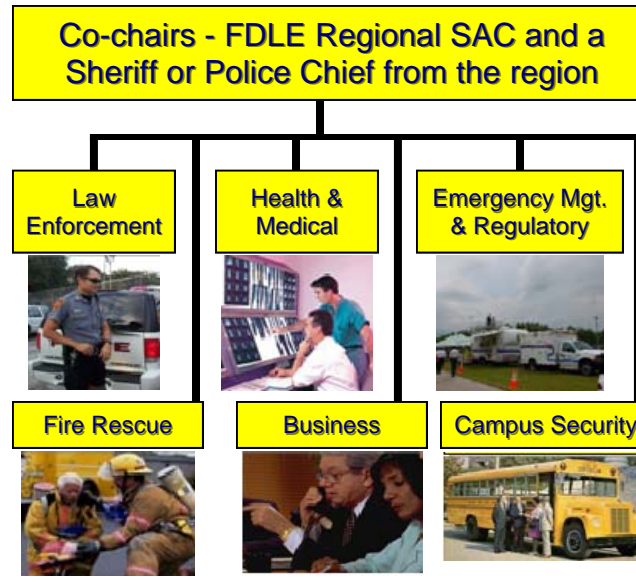 Co-chairs - FDLE Regional SAC and a
Sheriff or Police Chief from the region
Law
Enforcement
Health &
Medical
Emergency Mgt.
& Regulatory
Fire Rescue
Business
Campus Security